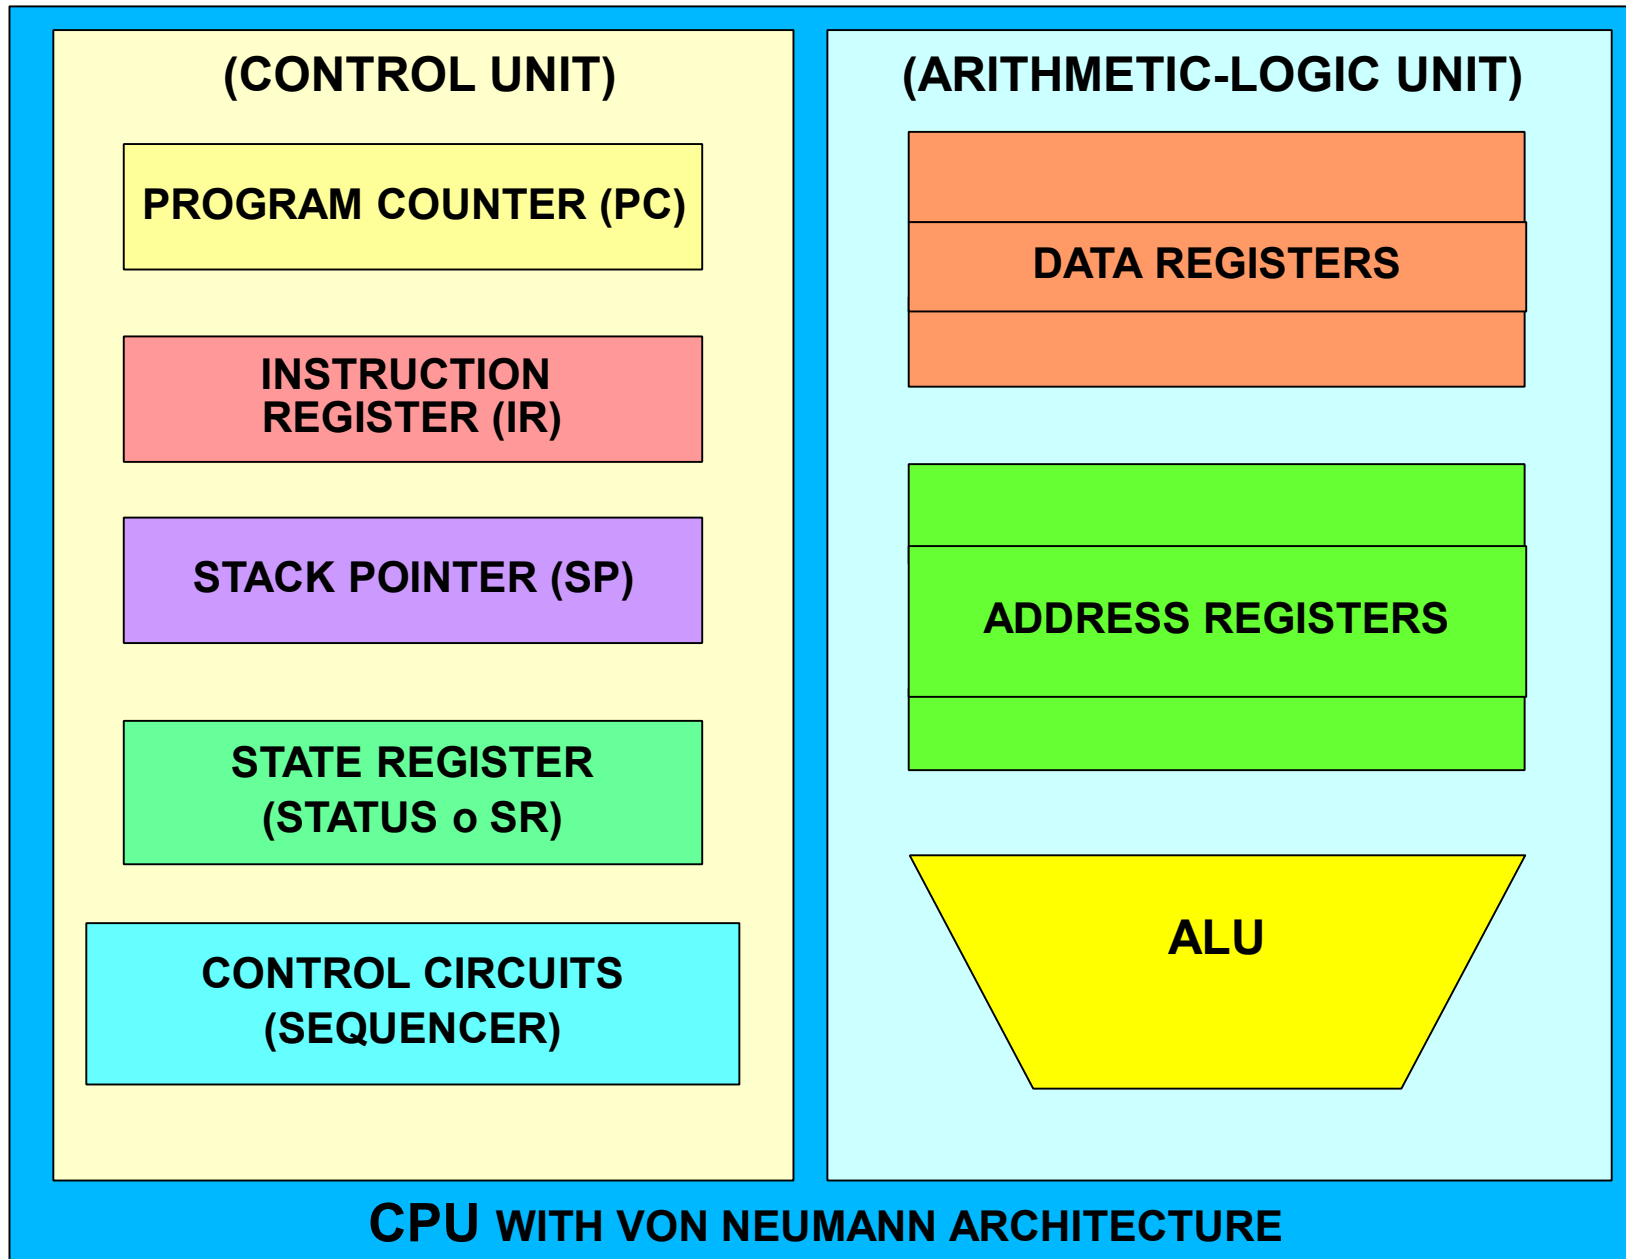 (CONTROL UNIT)
PROGRAM COUNTER (PC)
INSTRUCTION
REGISTER (IR)
STACK POINTER (SP)
STATE REGISTER
(STATUS o SR)
CONTROL CIRCUITS
(SEQUENCER)
(ARITHMETIC-LOGIC UNIT)
DATA REGISTERS
ADDRESS REGISTERS
ALU
CPU WITH VON NEUMANN ARCHITECTURE